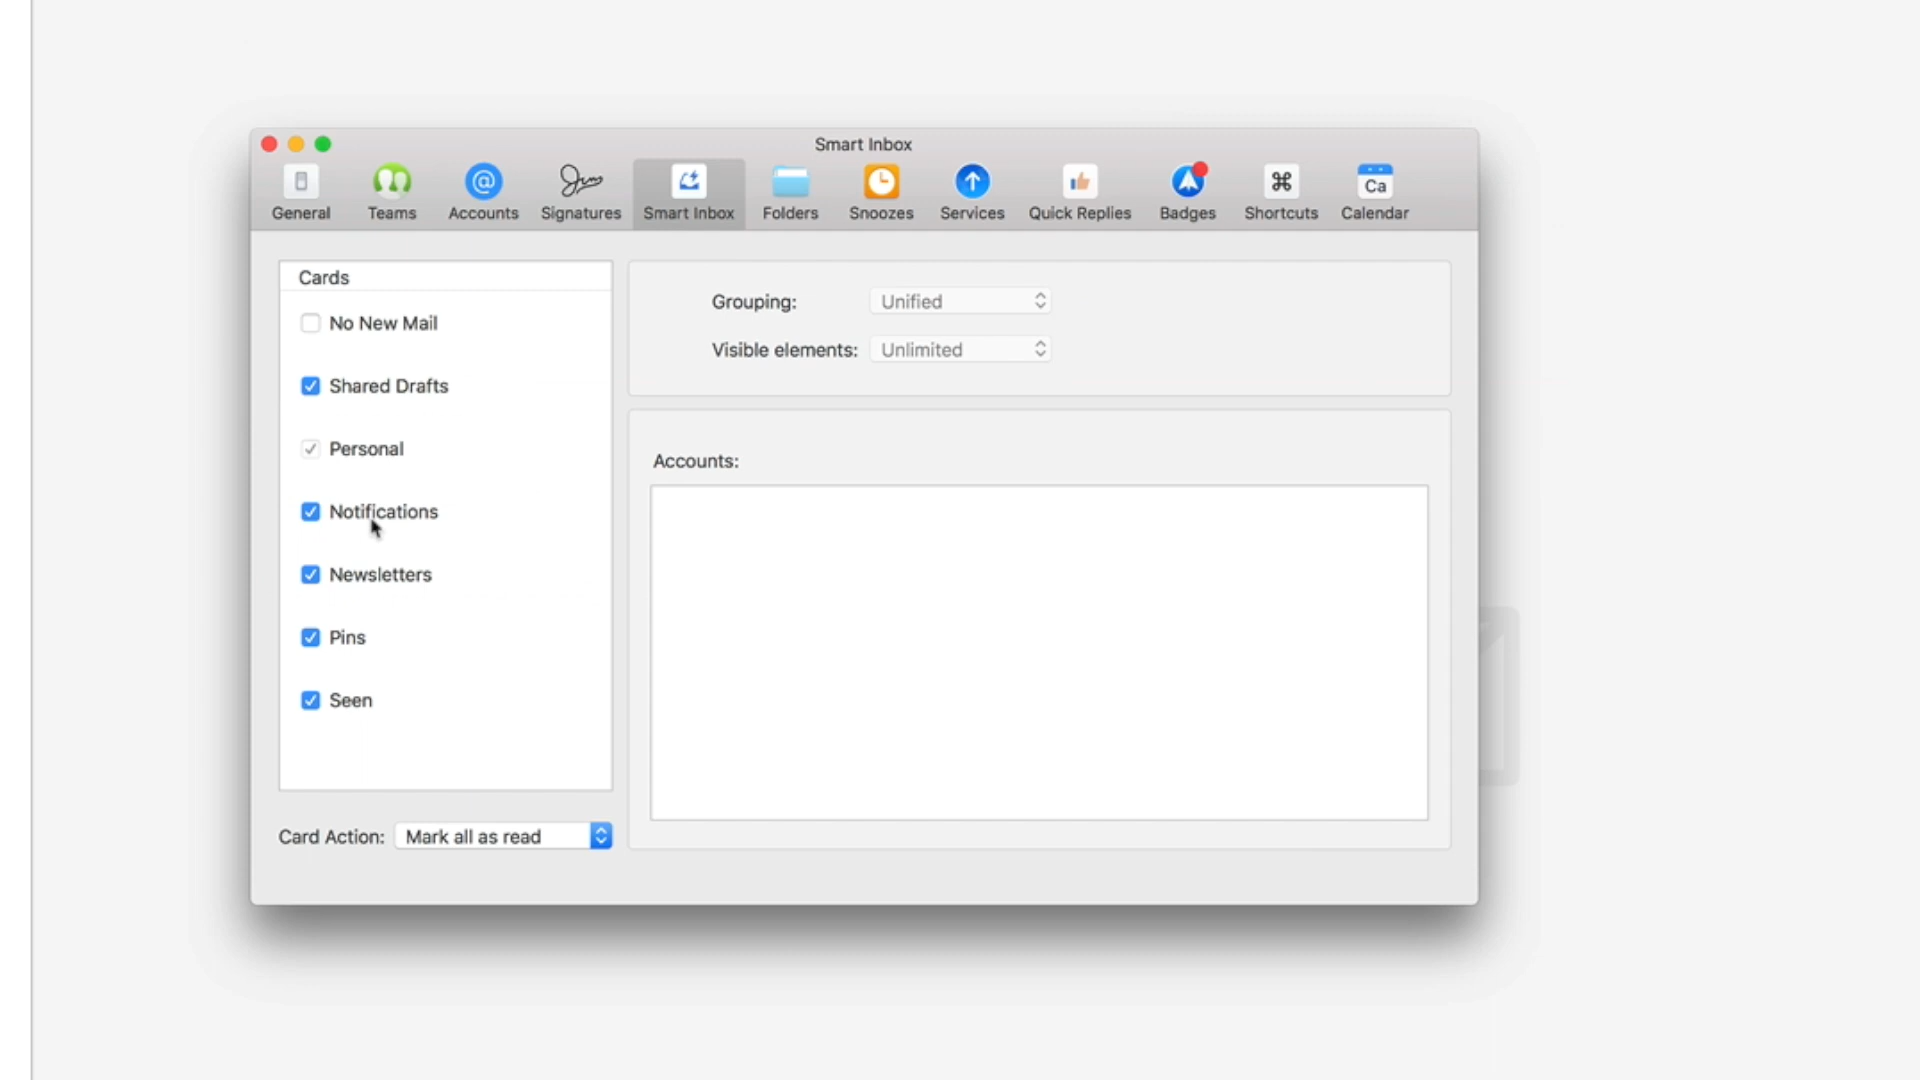 Smart Inbox
General
Teams
Accounts
Signatures
Smart Inbox
Folders
Snoozes
Services
Quick Replies
Badges
Shortcuts
Ca
Calendar
Cards
No New Mail
Shared Drafts
Personal
Notifications
Newsletters
Pins
Seen
Card Action: Mark all as read
Grouping: Unified
Visible elements: Unlimited
Accounts: